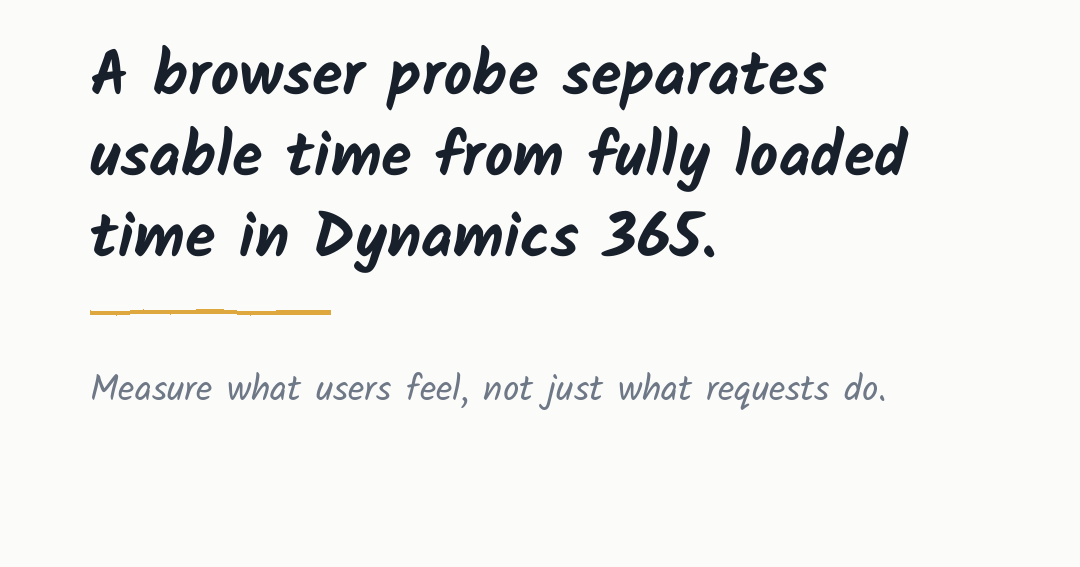 A browser probe separates
usable time from fully loaded
time in Dynamics 365.
Measure what users feel, not just what requests do.